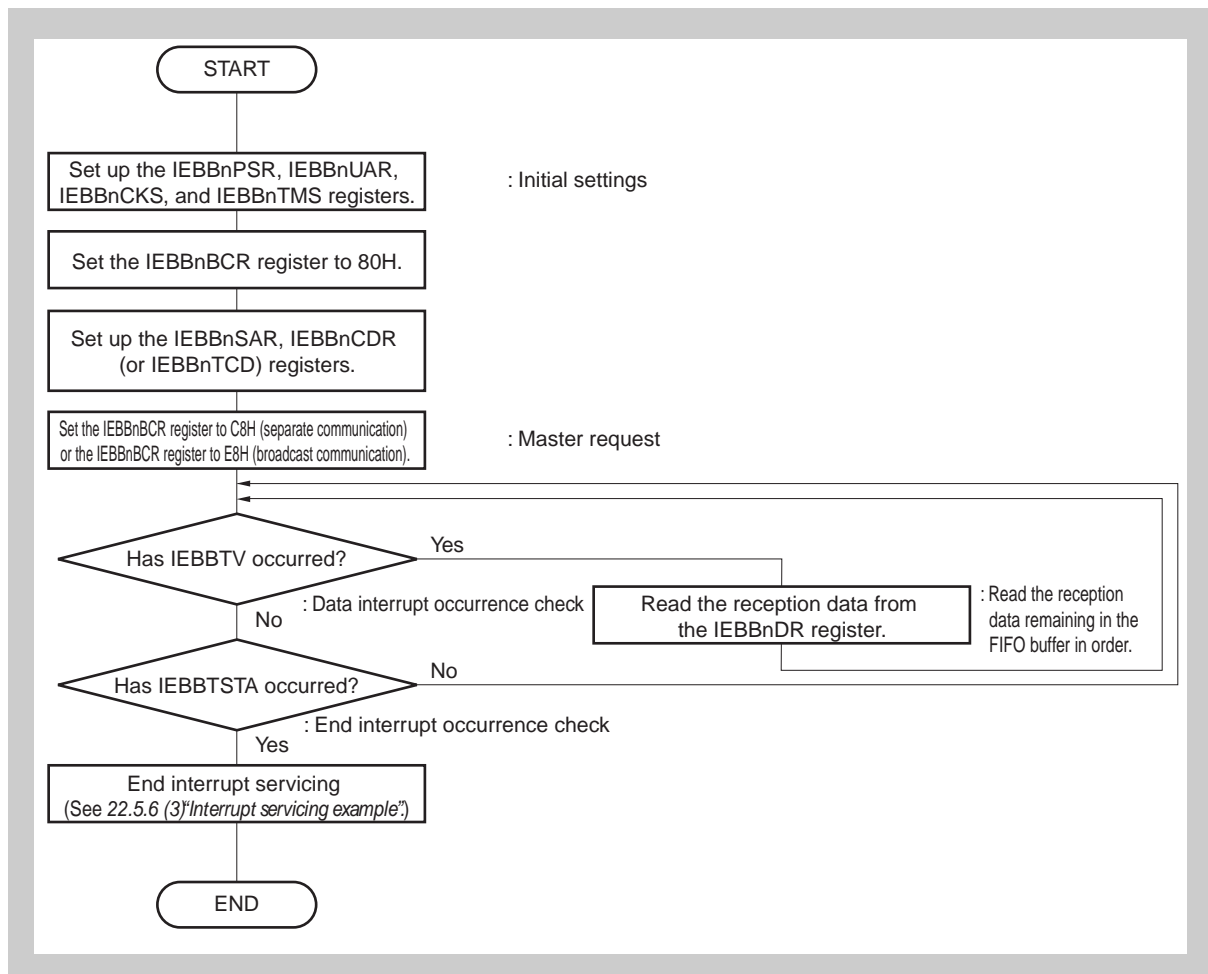 START
Set up the IEBBnPSR, IEBBnUAR,
IEBBnCKS, and IEBBnTMS registers.
: Initial settings
Set the IEBBnBCR register to 80H.
Set up the IEBBnSAR, IEBBnCDR
(or IEBBnTCD) registers.
Set the IEBBnBCR register to C8H (separate communication)
or the IEBBnBCR register to E8H (broadcast communication).
: Master request
Has IEBBTV occurred?
Yes
: Data interrupt occurrence check
No
Read the reception data from
the IEBBnDR register.
: Read the reception
data remaining in the
FIFO buffer in order.
Has IEBBTSTA occurred?
No
: End interrupt occurrence check
Yes
End interrupt servicing
(See 22.5.6 (3)“Interrupt servicing example”.)
END